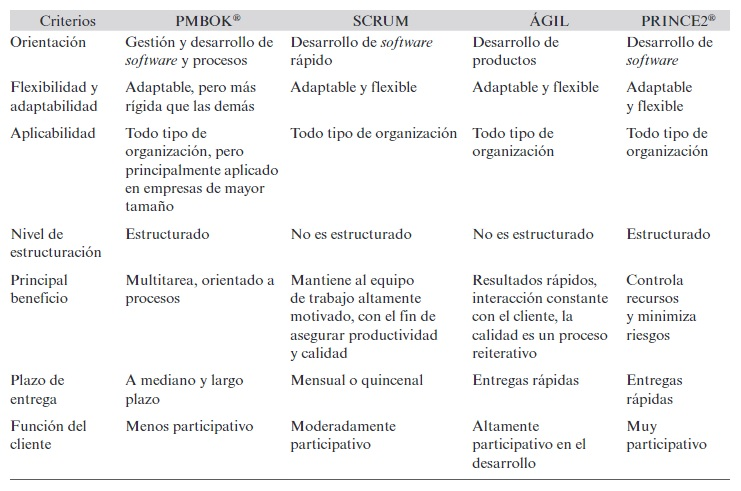 Criterios PMBOK® SCRUM ÁGIL PRINCE2®
Orientación Gestión y desarrollo de Desarrollo de software Desarrollo de Desarrollo de
software y procesos rápido productos software
Flexibilidad y Adaptable, pero más Adaptable y flexible Adaptable y flexible Adaptable
adaptabilidad rígida que las demás y flexible
Aplicabilidad Todo tipo de Todo tipo de organización Todo tipo de Todo tipo de
organización, pero organización organización
principalmente aplicado
en empresas de mayor
tamaño
Nivel de Estructurado No es estructurado No es estructurado Estructurado
estructuración
Principal Multitarea, orientado a Mantiene al equipo Resultados rápidos, Controla
beneficio procesos de trabajo altamente interacción constante recursos
motivado, con el fin de con el cliente, la y minimiza
asegurar productividad calidad es un proceso riesgos
y calidad reiterativo
Plazo de A mediano y largo Mensual o quincenal Entregas rápidas Entregas
entrega plazo rápidas
Función del Menos participativo Moderadamente Altamente Muy
cliente participativo participativo en el participativo
desarrollo